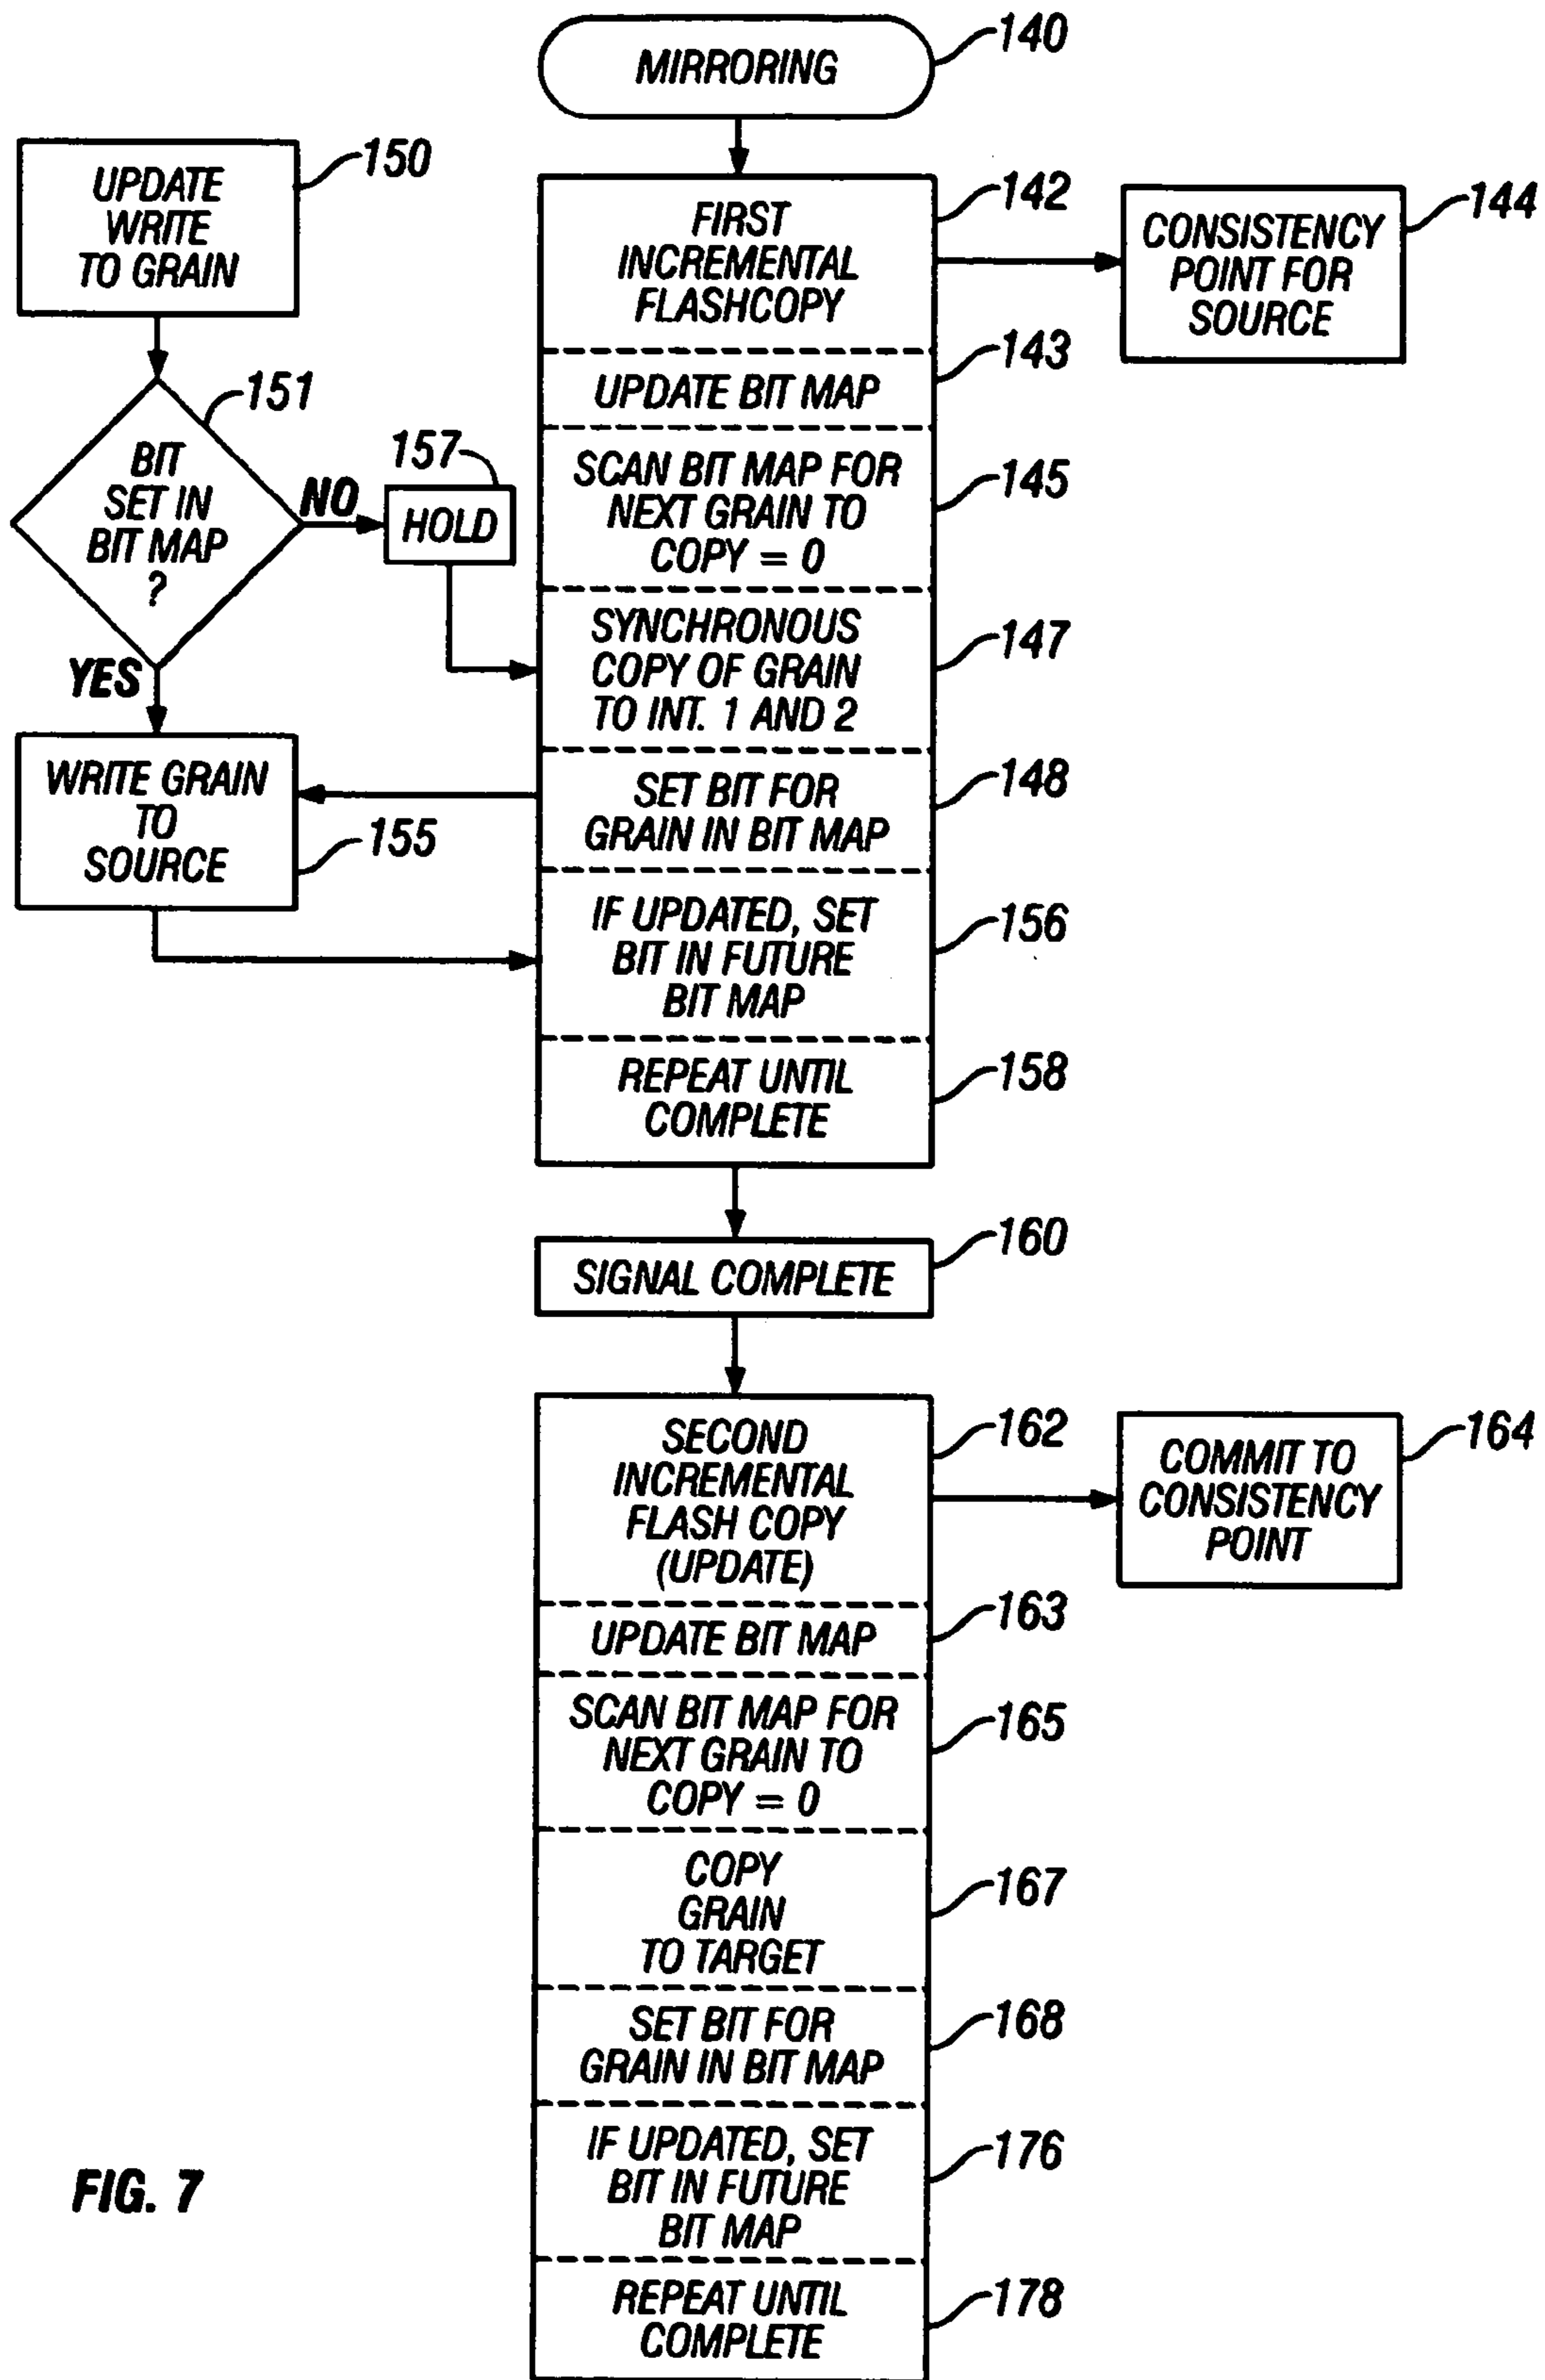 MIRRORING
140
UPDATE
WRITE
TO GRAIN
150
BIT
SET IN
BIT MAP
?
151
NO
YES
157
HOLD
WRITE GRAIN
TO
SOURCE
155
FIRST
INCREMENTAL
FLASHCOPY
142
CONSISTENCY
POINT FOR
SOURCE
144
UPDATE BIT MAP
143
SCAN BIT MAP FOR
NEXT GRAIN TO
COPY = 0
145
SYNCHRONOUS
COPY OF GRAIN
TO INT. 1 AND 2
147
SET BIT FOR
GRAIN IN BIT MAP
148
IF UPDATED, SET
BIT IN FUTURE
BIT MAP
156
REPEAT UNTIL
COMPLETE
158
SIGNAL COMPLETE
160
SECOND
INCREMENTAL
FLASH COPY
(UPDATE)
162
COMMIT TO
CONSISTENCY
POINT
164
UPDATE BIT MAP
163
SCAN BIT MAP FOR
NEXT GRAIN TO
COPY = 0
165
COPY
GRAIN
TO TARGET
167
SET BIT FOR
GRAIN IN BIT MAP
168
IF UPDATED, SET
BIT IN FUTURE
BIT MAP
176
REPEAT UNTIL
COMPLETE
178
FIG. 7